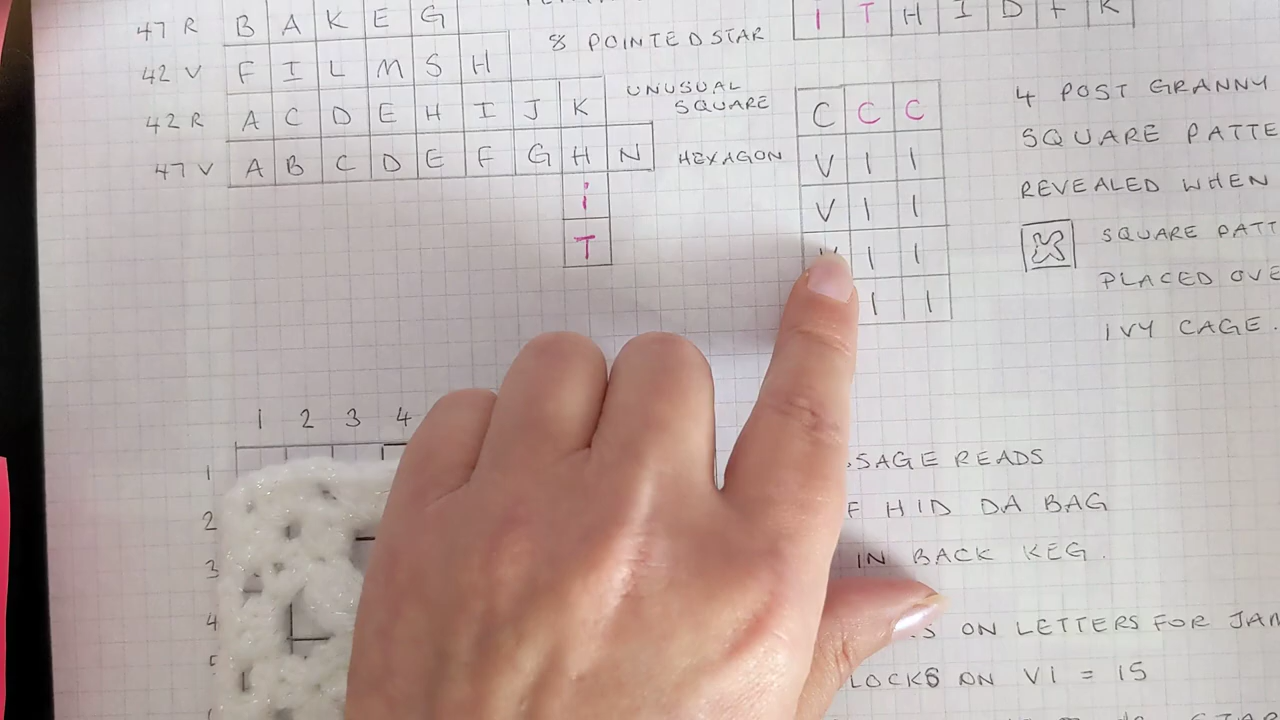 47 R B A K E G
I T H I D F K
42 V F I L M S H
8 POINTED STAR
42 R A C D E H I J K
UNUSUAL SQUARE
47 V A B C D E F G H N
HEXAGON
i
T
C C C
V I I
V I I
I I
I I
4 POST GRANNY
SQUARE PATTE
REVEALED WHEN
SQUARE PATT
PLACED OVE
IVY CAGE.
1 2 3 4
1
2
3
4
5
SAGE READS
F HID DA BAG
IN BACK KEG.
S ON LETTERS FOR JAN
LOCKS ON VI = 15